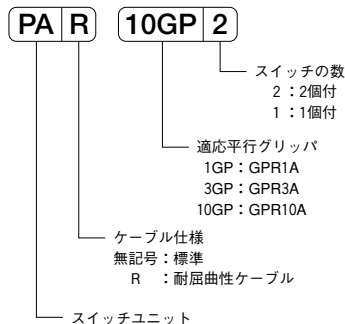 PA R 10GP 2
スイッチの数
2：2個付
1：1個付
適応平行グリッパ
1GP：GPR1A
3GP：GPR3A
10GP：GPR10A
ケーブル仕様
無記号：標準
R ：耐屈曲性ケーブル
スイッチユニット